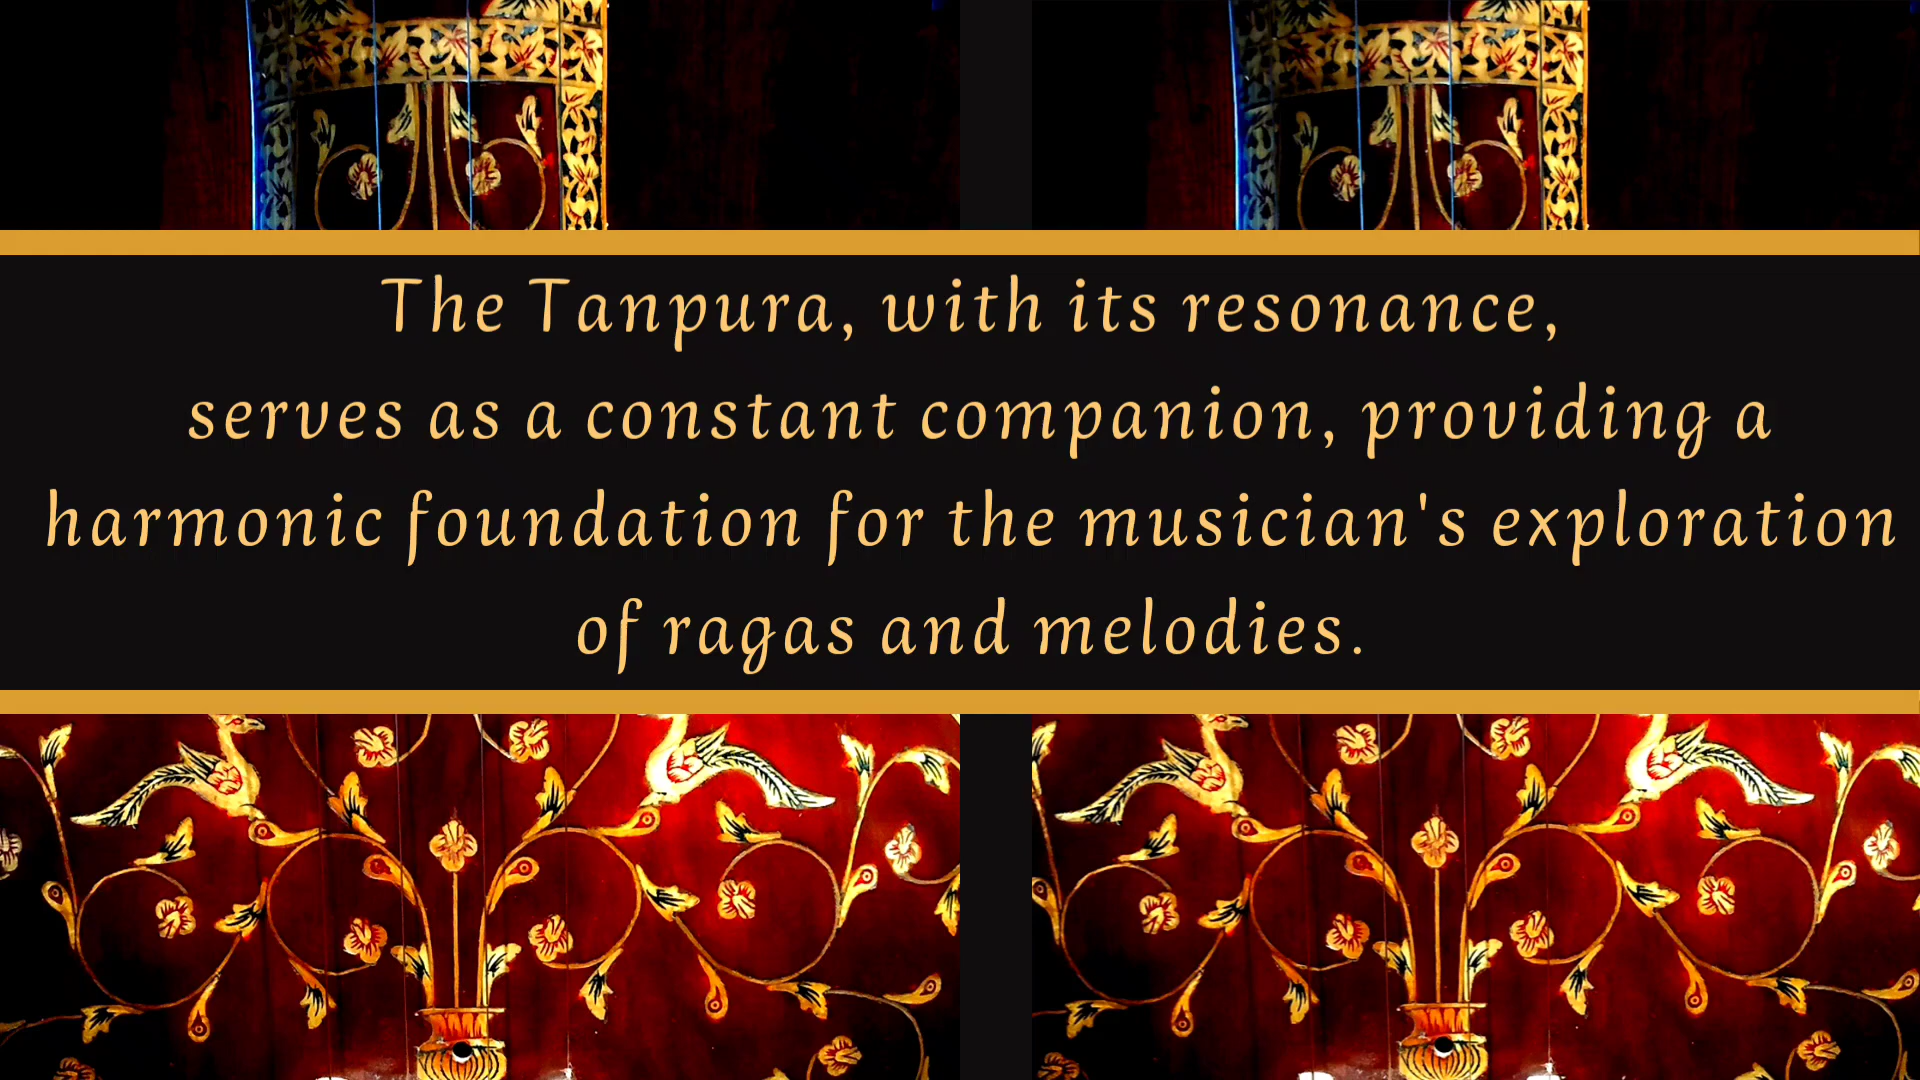 The Tanpura, with its resonance,
serves as a constant companion, providing a
harmonic foundation for the musician's exploration
of ragas and melodies.